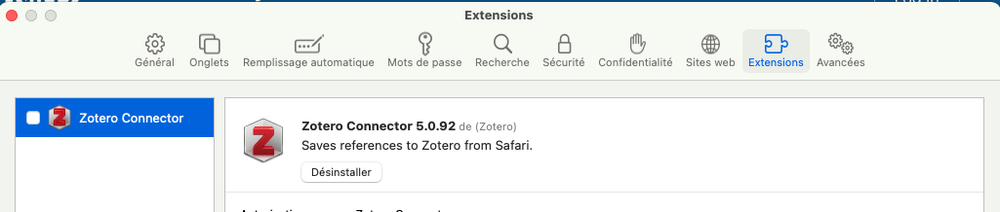 Extensions
Général Onglets Remplissage automatique Mots de passe Recherche Sécurité Confidentialité Sites web Extensions Avancées
Zotero Connector
Zotero Connector 5.0.92 de (Zotero)
Saves references to Zotero from Safari.
Désinstaller